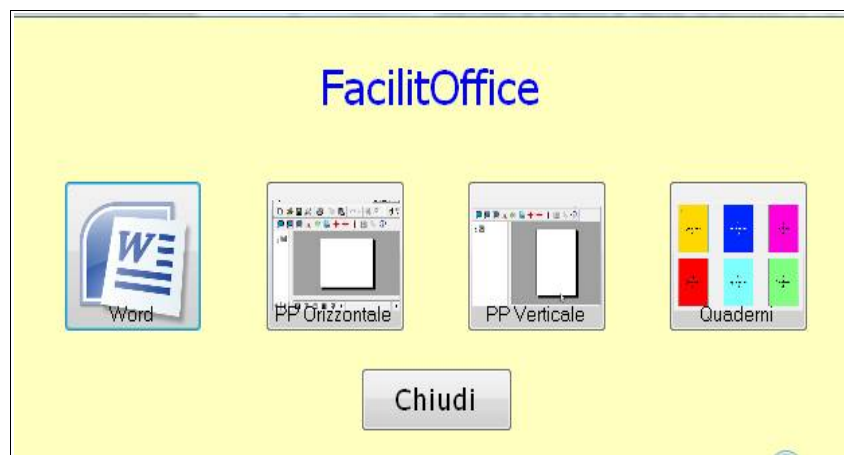 FacilitOffice
W
Word
PP Orizzontale
PP Verticale
Quaderni
Chiudi